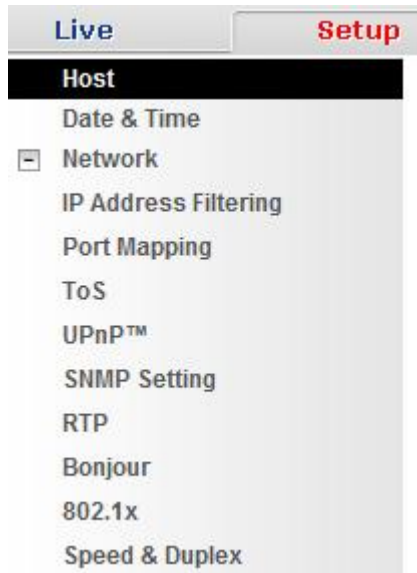 Live Setup
Host
Date & Time
Network
IP Address Filtering
Port Mapping
ToS
UPnP™
SNMP Setting
RTP
Bonjour
802.1x
Speed & Duplex